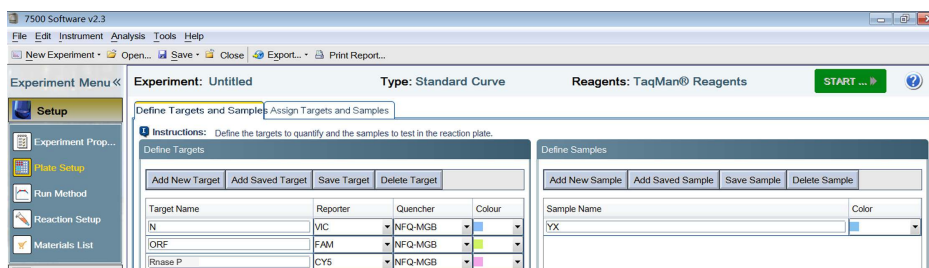 7500 Software v2.3
File Edit Instrument Analysis Tools Help
New Experiment Open... Save Close Export... Print Report...
Experiment Menu «
Experiment: Untitled Type: Standard Curve Reagents: TaqMan® Reagents START ...
Setup
Define Targets and Samples Assign Targets and Samples
Instructions: Define the targets to quantify and the samples to test in the reaction plate.
Experiment Prop...
Define Targets Define Samples
Plate Setup
Add New Target Add Saved Target Save Target Delete Target Add New Sample Add Saved Sample Save Sample Delete Sample
Run Method
Target Name Reporter Quencher Colour Sample Name Color
Reaction Setup
N VIC NFQ-MGB YX
ORF FAM NFQ-MGB
Materials List
Rnase P CY5 NFQ-MGB